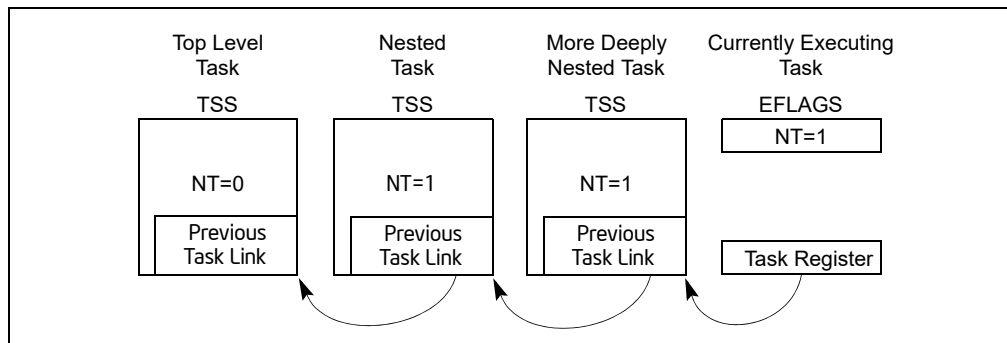 Top Level
Task
Nested
Task
More Deeply
Nested Task
Currently Executing
Task
TSS
TSS
TSS
EFLAGS
NT=1
NT=0
NT=1
NT=1
Previous
Task Link
Previous
Task Link
Previous
Task Link
Task Register